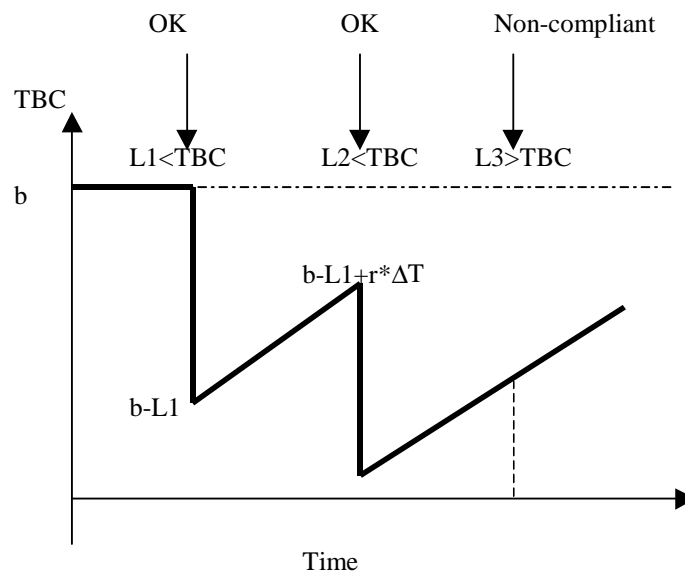 OK OK Non-compliant
TBC
L1<TBC L2<TBC L3>TBC
b
b-L1+r*ΔT
b-L1
Time